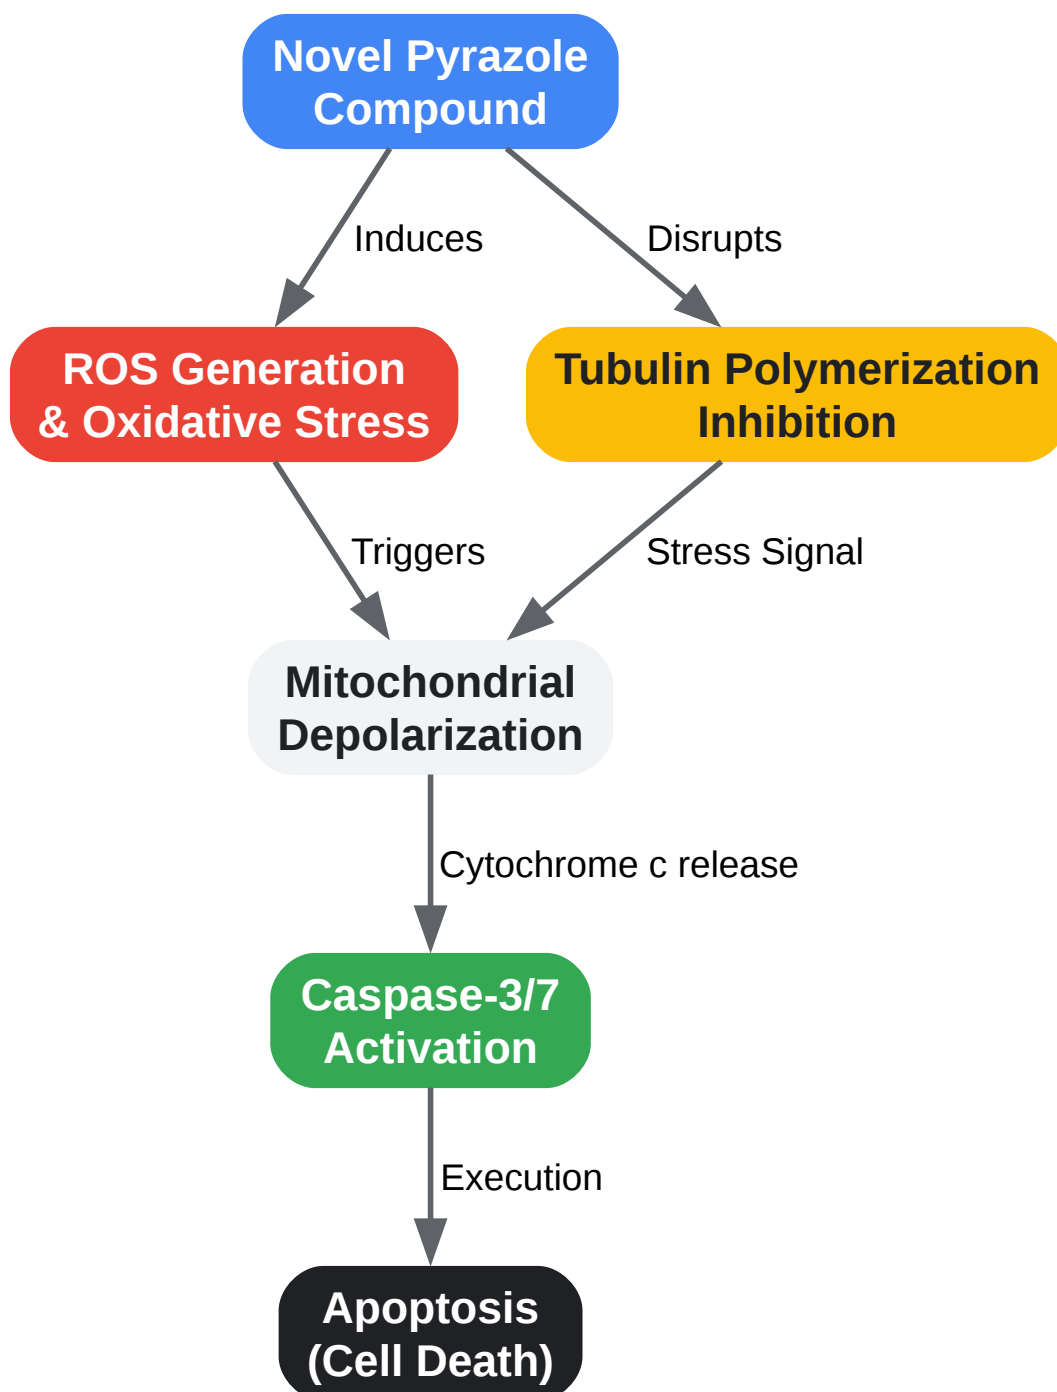 Novel Pyrazole
Compound
Induces
Disrupts
ROS Generation
& Oxidative Stress
Tubulin Polymerization
Inhibition
Triggers
Stress Signal
Mitochondrial
Depolarization
Cytochrome c release
Caspase-3/7
Activation
Execution
Apoptosis
(Cell Death)